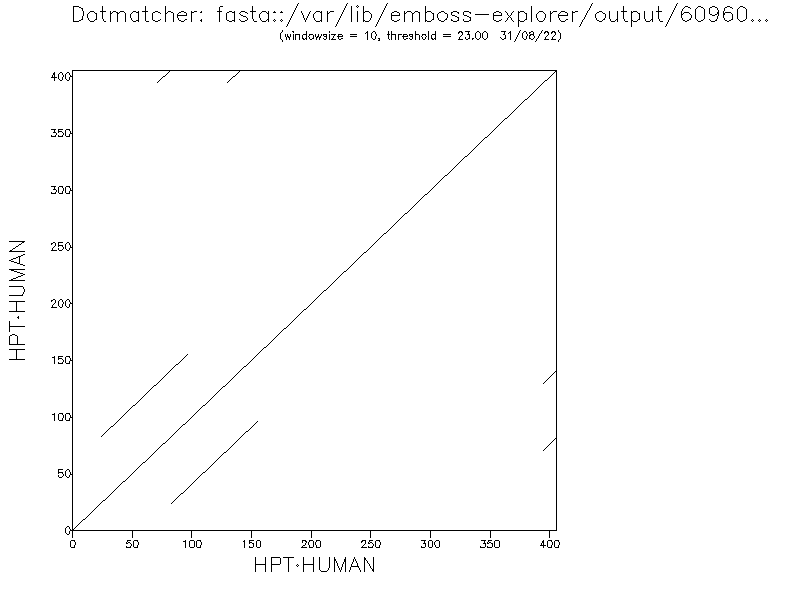 Dotmatcher: fasta::/var/lib/emboss-explorer/output/60960...
(windowsize = 10, threshold = 23.00 31/08/22)
400
350
300
250
200
150
100
50
0
HPT·HUMAN
0 50 100 150 200 250 300 350 400
HPT·HUMAN